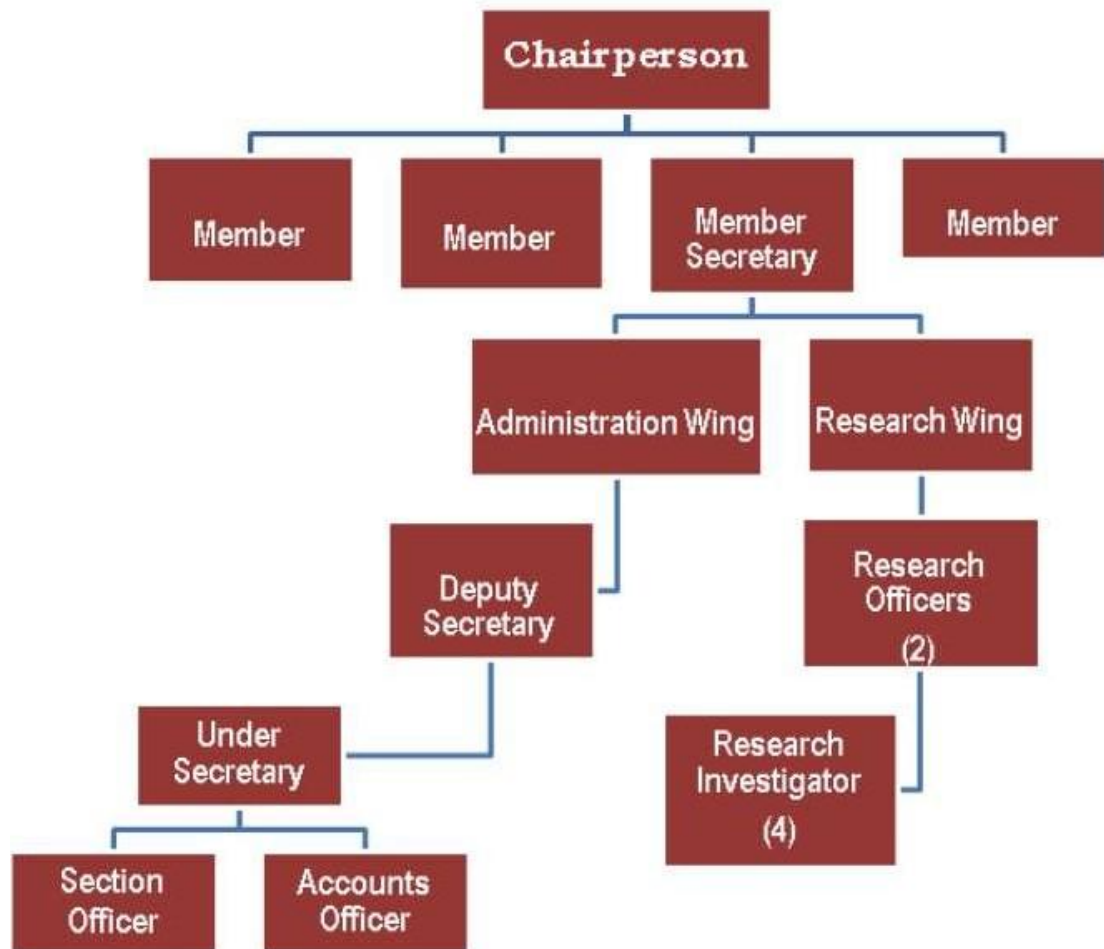 Chairperson
Member
Member
Member
Secretary
Member
Administration Wing
Research Wing
Deputy
Secretary
Research
Officers
(2)
Under
Secretary
Research
Investigator
(4)
Section
Officer
Accounts
Officer